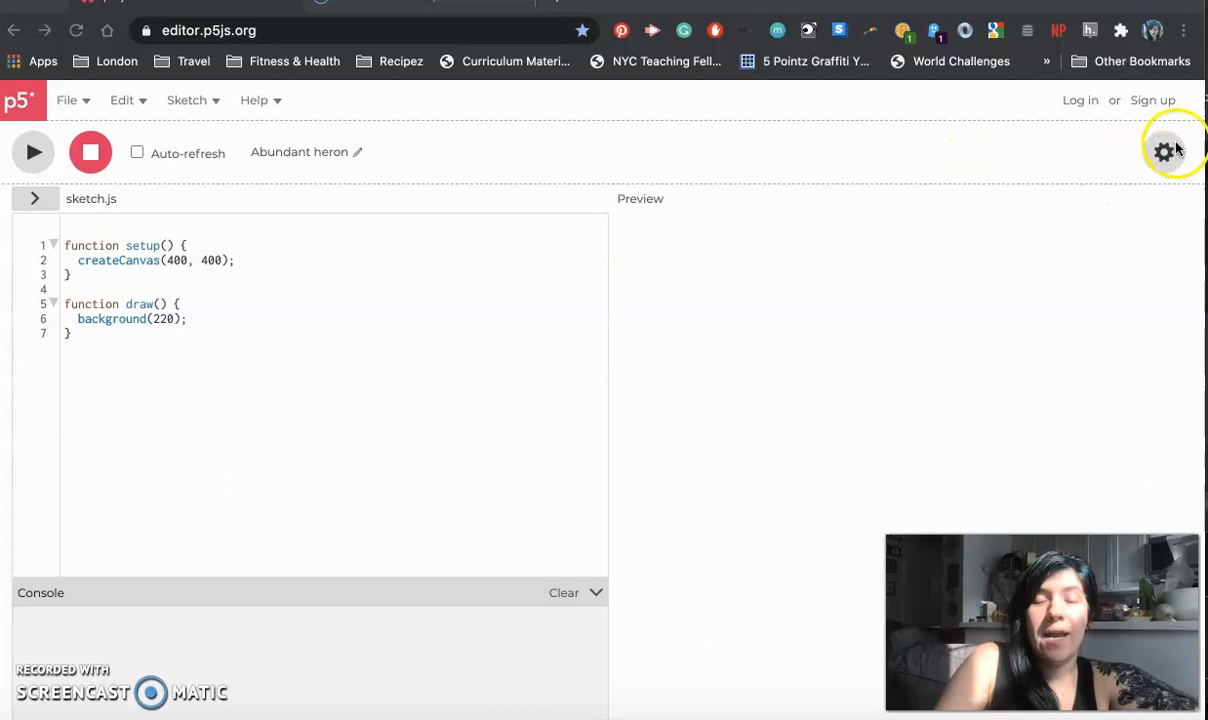 editor.p5js.org
1
1
NP
h.
Apps London Travel Fitness & Health Recipez Curriculum Materi... NYC Teaching Fell... 5 Pointz Graffiti Y... World Challenges » Other Bookmarks
p5* File Edit Sketch Help Log in or Sign up
Auto-refresh Abundant heron
sketch.js Preview
1 function setup() {
2 createCanvas(400, 400);
3 }
4
5 function draw() {
6 background(220);
7 }
Console Clear
RECORDED WITH
SCREENCAST MATIC